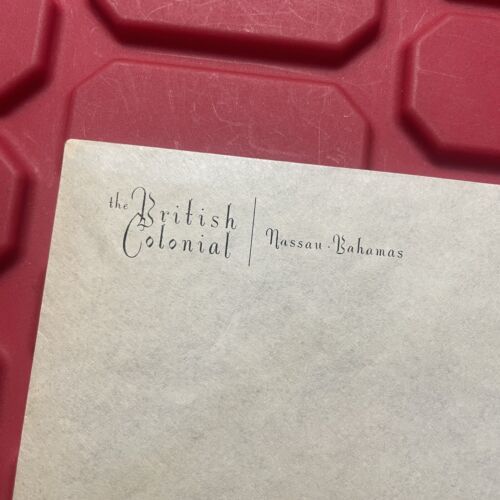 the British
Colonial
Nassau · Bahamas